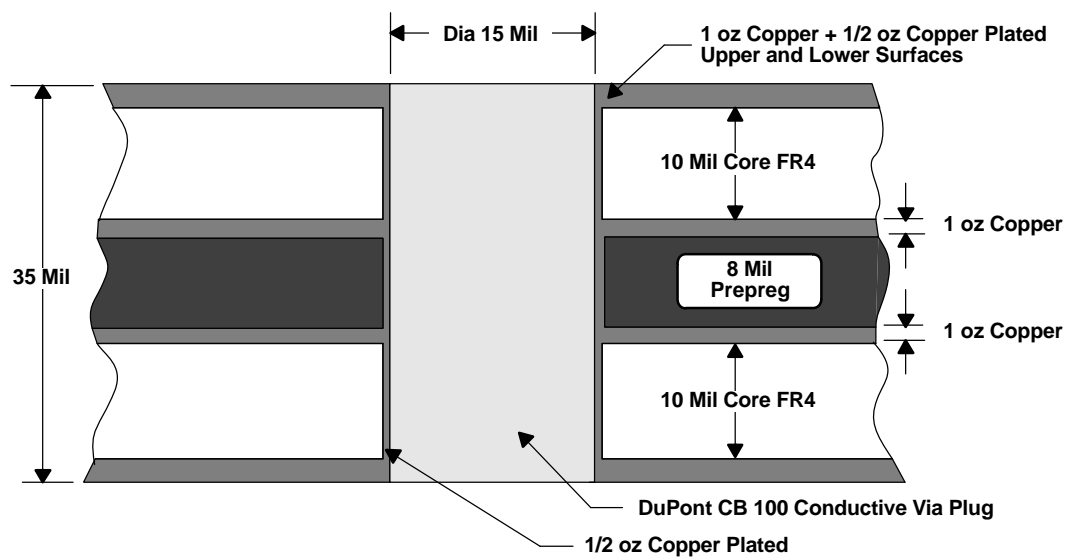 Dia 15 Mil
1 oz Copper + 1/2 oz Copper Plated
Upper and Lower Surfaces
10 Mil Core FR4
1 oz Copper
35 Mil
8 Mil
Prepreg
1 oz Copper
10 Mil Core FR4
DuPont CB 100 Conductive Via Plug
1/2 oz Copper Plated